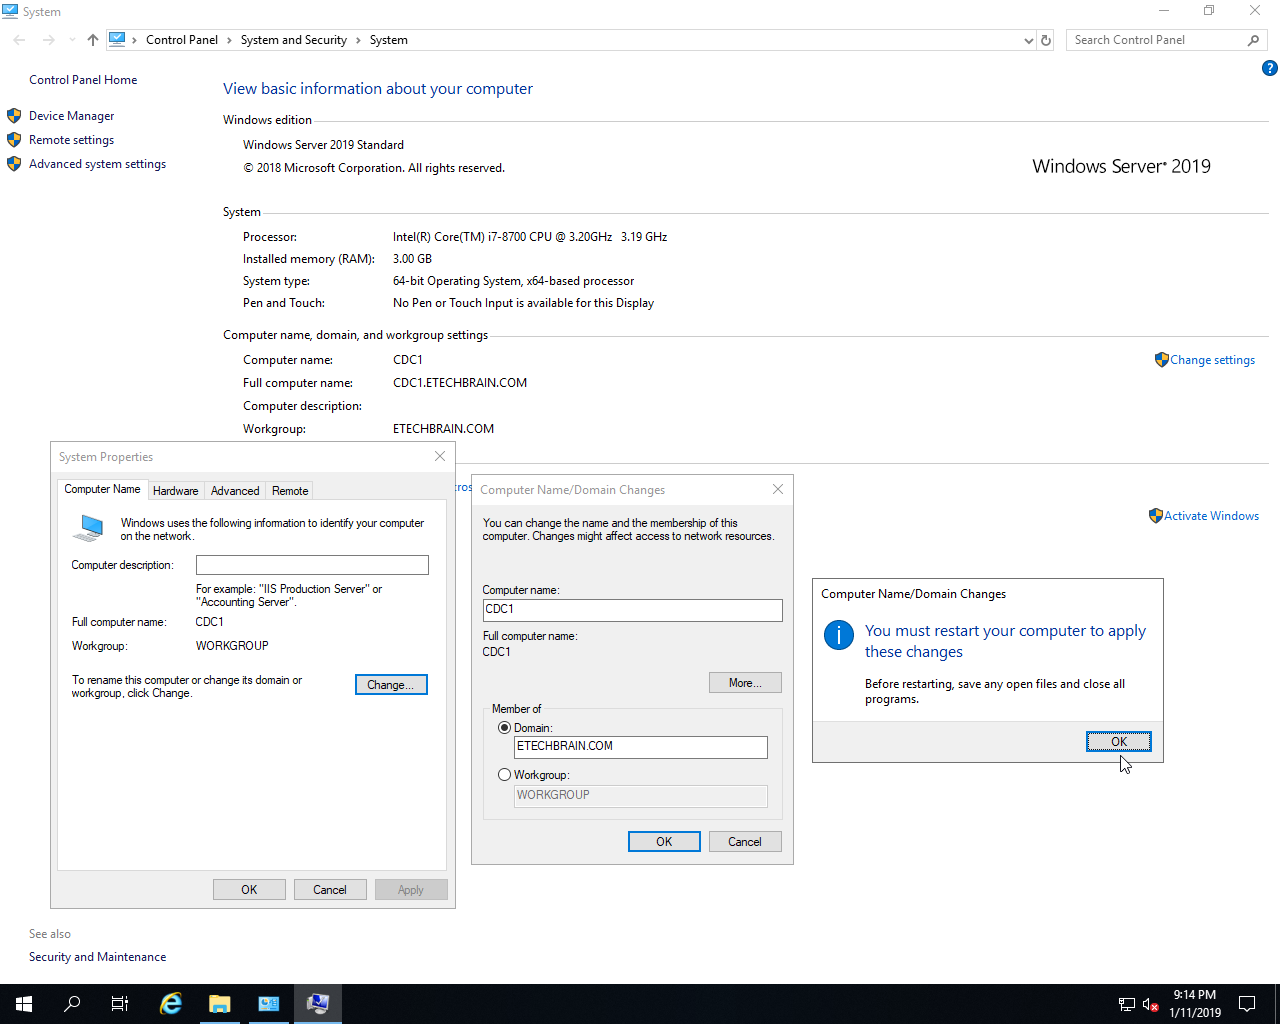 System
Control Panel > System and Security > System
Search Control Panel
Control Panel Home
Device Manager
Remote settings
Advanced system settings
View basic information about your computer
Windows edition
Windows Server 2019 Standard
© 2018 Microsoft Corporation. All rights reserved.
Windows Server® 2019
System
Processor: Intel(R) Core(TM) i7-8700 CPU @ 3.20GHz 3.19 GHz
Installed memory (RAM): 3.00 GB
System type: 64-bit Operating System, x64-based processor
Pen and Touch: No Pen or Touch Input is available for this Display
Computer name, domain, and workgroup settings
Computer name: CDC1
Change settings
Full computer name: CDC1.ETECHBRAIN.COM
Computer description:
Workgroup: ETECHBRAIN.COM
Activate Windows
System Properties
Computer Name Hardware Advanced Remote
Windows uses the following information to identify your computer
on the network.
Computer description:
For example: "IIS Production Server" or
"Accounting Server".
Full computer name: CDC1
Workgroup: WORKGROUP
To rename this computer or change its domain or
workgroup, click Change.
Change...
OK Cancel Apply
Computer Name/Domain Changes
You can change the name and the membership of this
computer. Changes might affect access to network resources.
Computer name:
CDC1
Full computer name:
CDC1
More...
Member of
Domain:
ETECHBRAIN.COM
Workgroup:
WORKGROUP
OK Cancel
Computer Name/Domain Changes
You must restart your computer to apply
these changes
Before restarting, save any open files and close all
programs.
OK
See also
Security and Maintenance
9:14 PM
1/11/2019